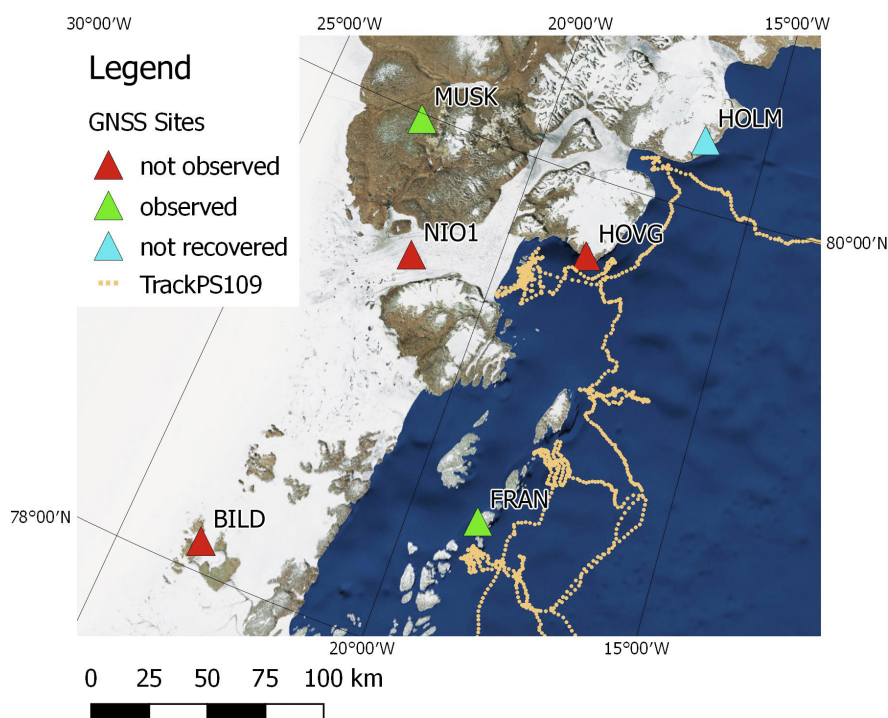 30°00'W 25°00'W 20°00'W 15°00'W
Legend
GNSS Sites
not observed
observed
not recovered
TrackPS109
MUSK
HOLM
NIO1
HOVG
80°00'N
FRAN
78°00'N
BILD
20°00'W 15°00'W
0 25 50 75 100 km